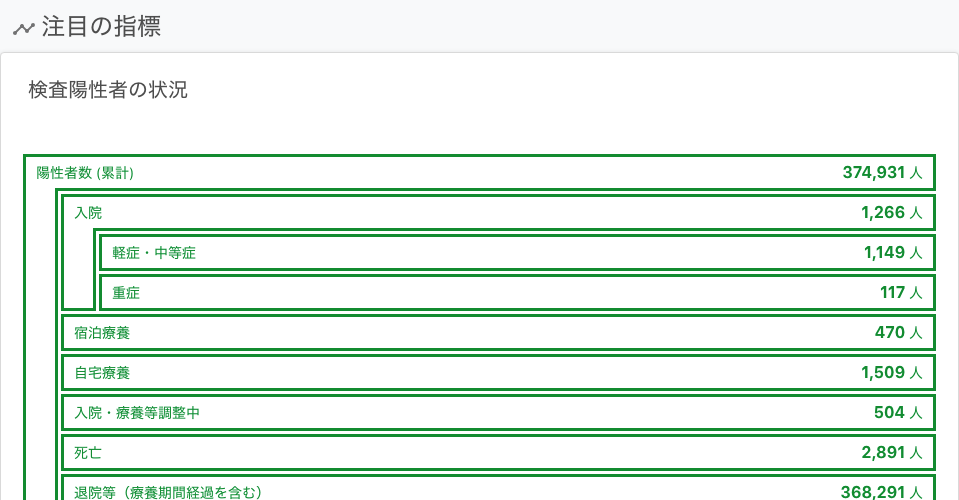 注目の指標
検査陽性者の状況
陽性者数 (累計) 374,931 人
入院 1,266 人
軽症・中等症 1,149 人
重症 117 人
宿泊療養 470 人
自宅療養 1,509 人
入院・療養等調整中 504 人
死亡 2,891 人
退院等（療養期間経過を含む） 368,291 人